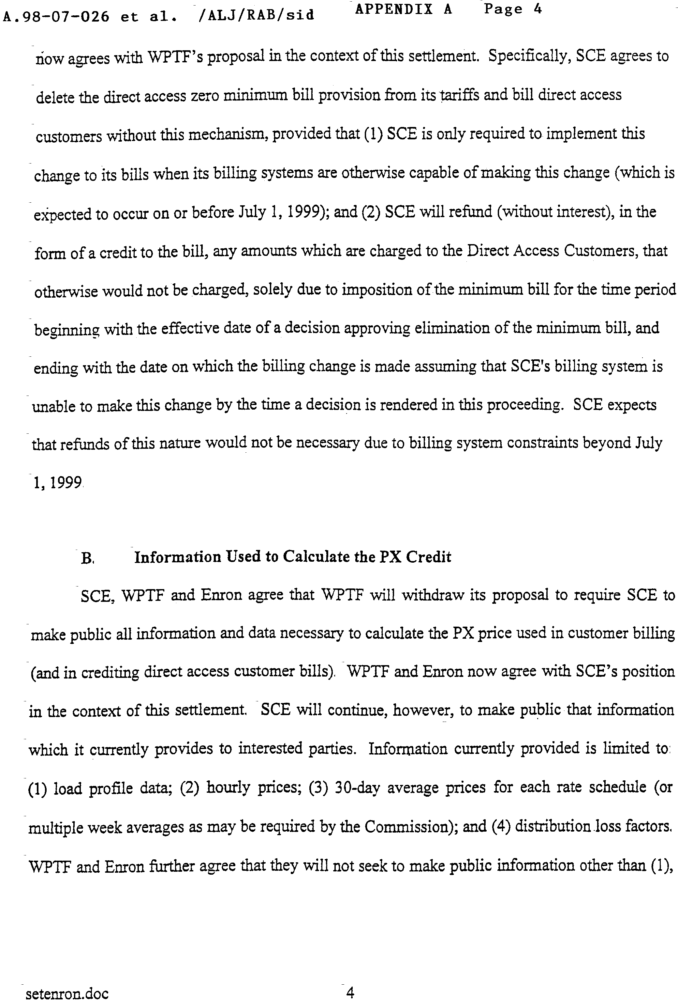 A.98-07-026 et al. /ALJ/RAB/sid APPENDIX A Page 4
now agrees with WPTF's proposal in the context of this settlement. Specifically, SCE agrees to
delete the direct access zero minimum bill provision from its tariffs and bill direct access
customers without this mechanism, provided that (1) SCE is only required to implement this
change to its bills when its billing systems are otherwise capable of making this change (which is
expected to occur on or before July 1, 1999); and (2) SCE will refund (without interest), in the
form of a credit to the bill, any amounts which are charged to the Direct Access Customers, that
otherwise would not be charged, solely due to imposition of the minimum bill for the time period
beginning with the effective date of a decision approving elimination of the minimum bill, and
ending with the date on which the billing change is made assuming that SCE's billing system is
unable to make this change by the time a decision is rendered in this proceeding. SCE expects
that refunds of this nature would not be necessary due to billing system constraints beyond July
1, 1999.
B. Information Used to Calculate the PX Credit
SCE, WPTF and Enron agree that WPTF will withdraw its proposal to require SCE to
make public all information and data necessary to calculate the PX price used in customer billing
(and in crediting direct access customer bills). WPTF and Enron now agree with SCE's position
in the context of this settlement. SCE will continue, however, to make public that information
which it currently provides to interested parties. Information currently provided is limited to:
(1) load profile data; (2) hourly prices; (3) 30-day average prices for each rate schedule (or
multiple week averages as may be required by the Commission); and (4) distribution loss factors.
WPTF and Enron further agree that they will not seek to make public information other than (1),
setenron.doc 4